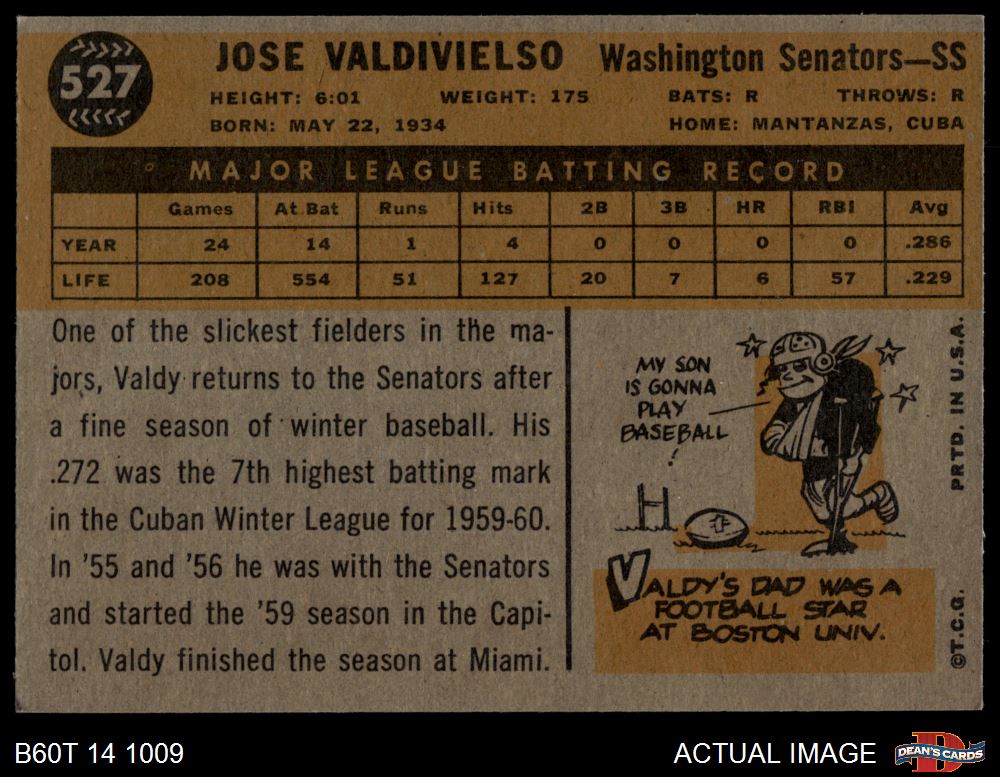 527
JOSE VALDIVIELSO Washington Senators—SS
HEIGHT: 6:01 WEIGHT: 175 BATS: R THROWS: R
BORN: MAY 22, 1934 HOME: MANTANZAS, CUBA
MAJOR LEAGUE BATTING RECORD
Games At Bat Runs Hits 2B 3B HR RBI Avg
YEAR 24 14 1 4 0 0 0 0 .286
LIFE 208 554 51 127 20 7 6 57 .229
One of the slickest fielders in the ma-
jors, Valdy returns to the Senators after
a fine season of winter baseball. His
.272 was the 7th highest batting mark
in the Cuban Winter League for 1959-60.
In '55 and '56 he was with the Senators
and started the '59 season in the Capi-
tol. Valdy finished the season at Miami.
MY SON
IS GONNA
PLAY
BASEBALL
VALDY'S DAD WAS A
FOOTBALL STAR
AT BOSTON UNIV.
©T.C.G. PRTD. IN U.S.A.
B60T 14 1009 ACTUAL IMAGE DEAN'S CARDS